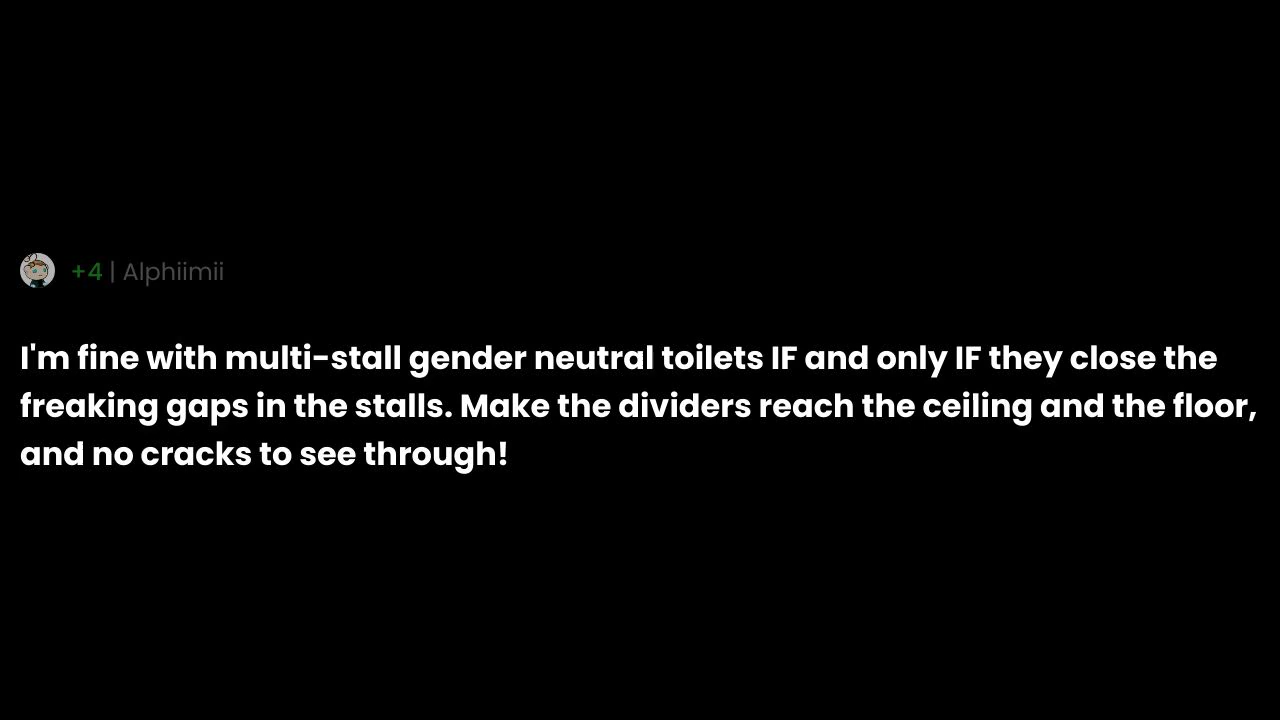 +4 | Alphiimii
I'm fine with multi-stall gender neutral toilets IF and only IF they close the
freaking gaps in the stalls. Make the dividers reach the ceiling and the floor,
and no cracks to see through!